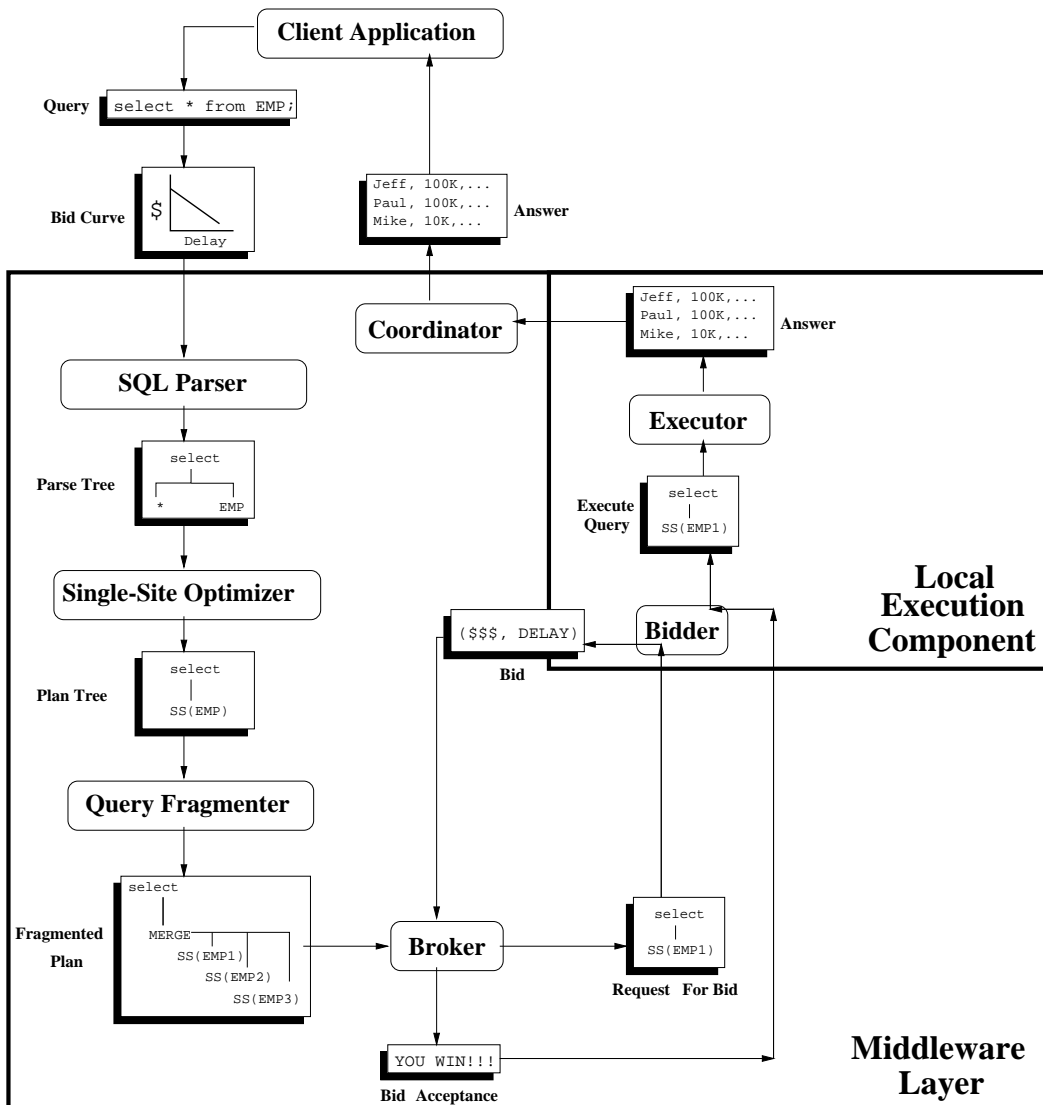 Client Application
Query
select * from EMP;
Bid Curve
$
Delay
Jeff, 100K,...
Paul, 100K,...
Mike, 10K,...
Answer
Coordinator
Jeff, 100K,...
Paul, 100K,...
Mike, 10K,...
Answer
SQL Parser
Executor
Parse Tree
select
*
EMP
Execute
Query
select
SS(EMP1)
Single-Site Optimizer
Local
Execution
Component
($$$, DELAY)
Bid
Bidder
Plan Tree
select
SS(EMP)
Query Fragmenter
Fragmented
Plan
select
MERGE
SS(EMP1)
SS(EMP2)
SS(EMP3)
Broker
select
SS(EMP1)
Request For Bid
YOU WIN!!!
Bid Acceptance
Middleware
Layer